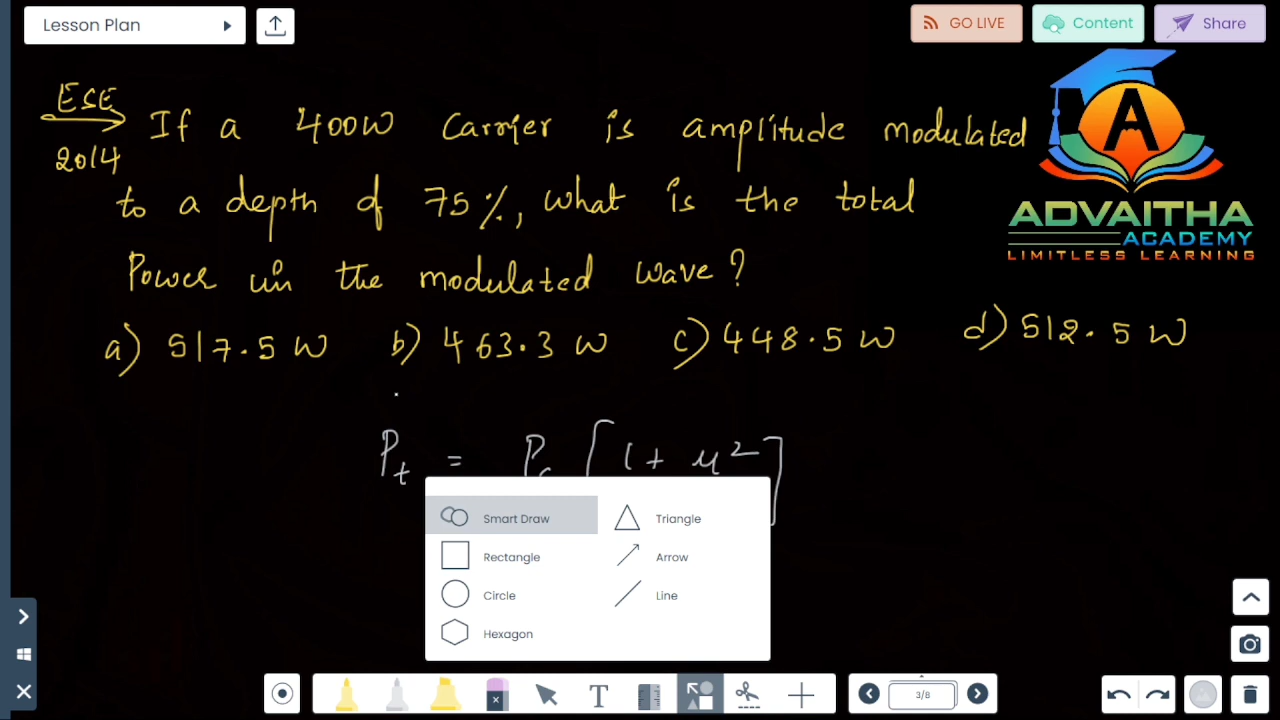 Lesson Plan
GO LIVE
Content
Share
ESE
2014
If a 400W Carrier is amplitude modulated
to a depth of 75%, what is the total
Power in the modulated wave?
a) 517.5 W b) 463.3 W c) 448.5 W d) 512.5 W
A
ADVAITHA
ACADEMY
LIMITLESS LEARNING
Pt = Pc [1 + μ²]
Smart Draw
Triangle
Rectangle
Arrow
Circle
Line
Hexagon
T
3/8
A